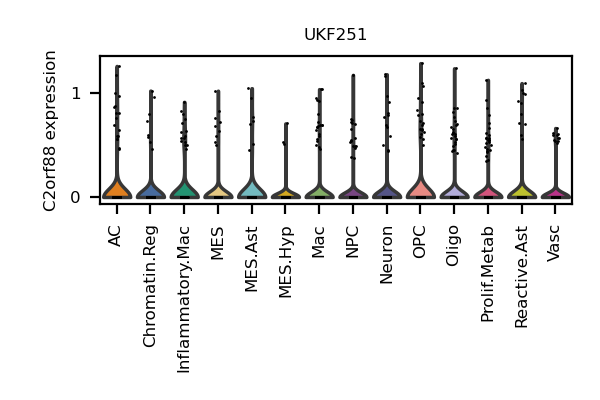 UKF251
C2orf88 expression
1
0
AC
Chromatin.Reg
Inflammatory.Mac
MES
MES.Ast
MES.Hyp
Mac
NPC
Neuron
OPC
Oligo
Prolif.Metab
Reactive.Ast
Vasc